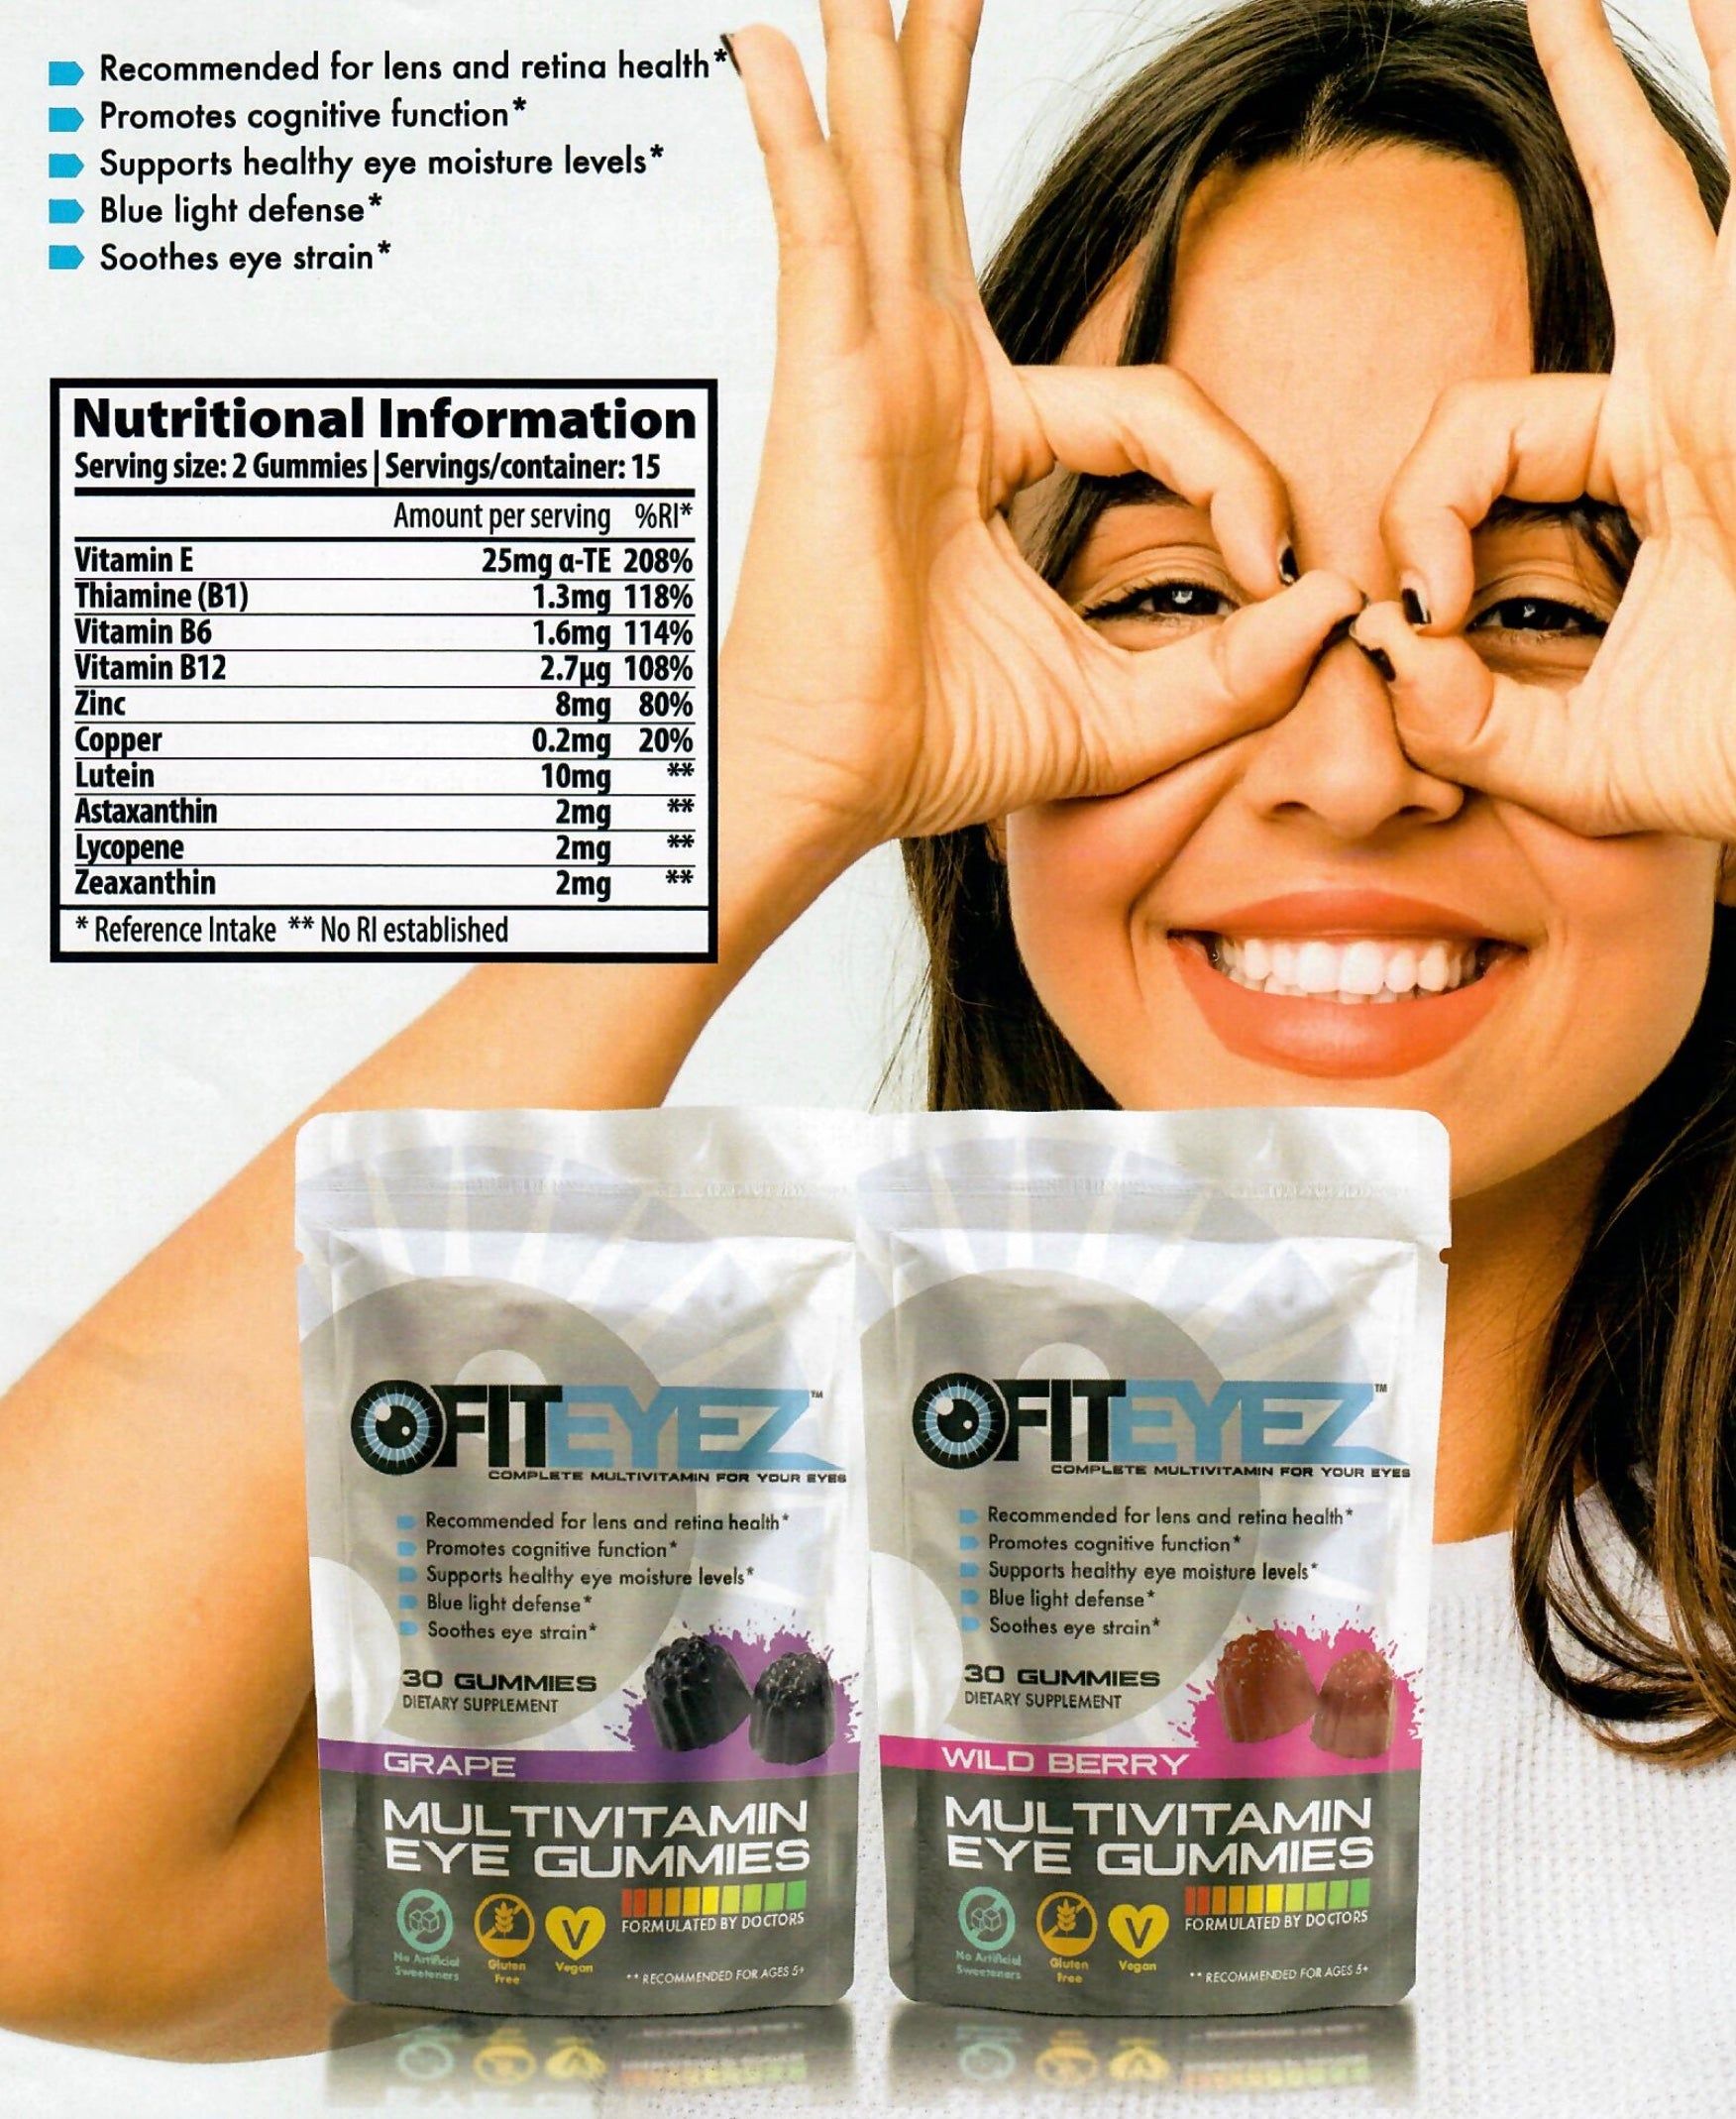 Recommended for lens and retina health*
Promotes cognitive function*
Supports healthy eye moisture levels*
Blue light defense*
Soothes eye strain*
Nutritional Information
Serving size: 2 Gummies | Servings/container: 15
Amount per serving %RI*
Vitamin E 25mg α-TE 208%
Thiamine (B1) 1.3mg 118%
Vitamin B6 1.6mg 114%
Vitamin B12 2.7µg 108%
Zinc 8mg 80%
Copper 0.2mg 20%
Lutein 10mg **
Astaxanthin 2mg **
Lycopene 2mg **
Zeaxanthin 2mg **
* Reference Intake ** No RI established
FITEYEZ™
COMPLETE MULTIVITAMIN FOR YOUR EYES
Recommended for lens and retina health*
Promotes cognitive function*
Supports healthy eye moisture levels*
Blue light defense*
Soothes eye strain*
30 GUMMIES
DIETARY SUPPLEMENT
GRAPE
MULTIVITAMIN
EYE GUMMIES
FORMULATED BY DOCTORS
No Artificial
Sweeteners
Gluten
Free
V
Vegan
** RECOMMENDED FOR AGES 5+
FITEYEZ™
COMPLETE MULTIVITAMIN FOR YOUR EYES
Recommended for lens and retina health*
Promotes cognitive function*
Supports healthy eye moisture levels*
Blue light defense*
Soothes eye strain*
30 GUMMIES
DIETARY SUPPLEMENT
WILD BERRY
MULTIVITAMIN
EYE GUMMIES
FORMULATED BY DOCTORS
No Artificial
Sweeteners
Gluten
Free
V
Vegan
** RECOMMENDED FOR AGES 5+